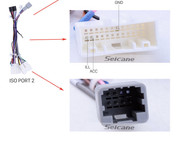 GND
ILL
ACC
Seicane
ISO PORT 2
Seicane